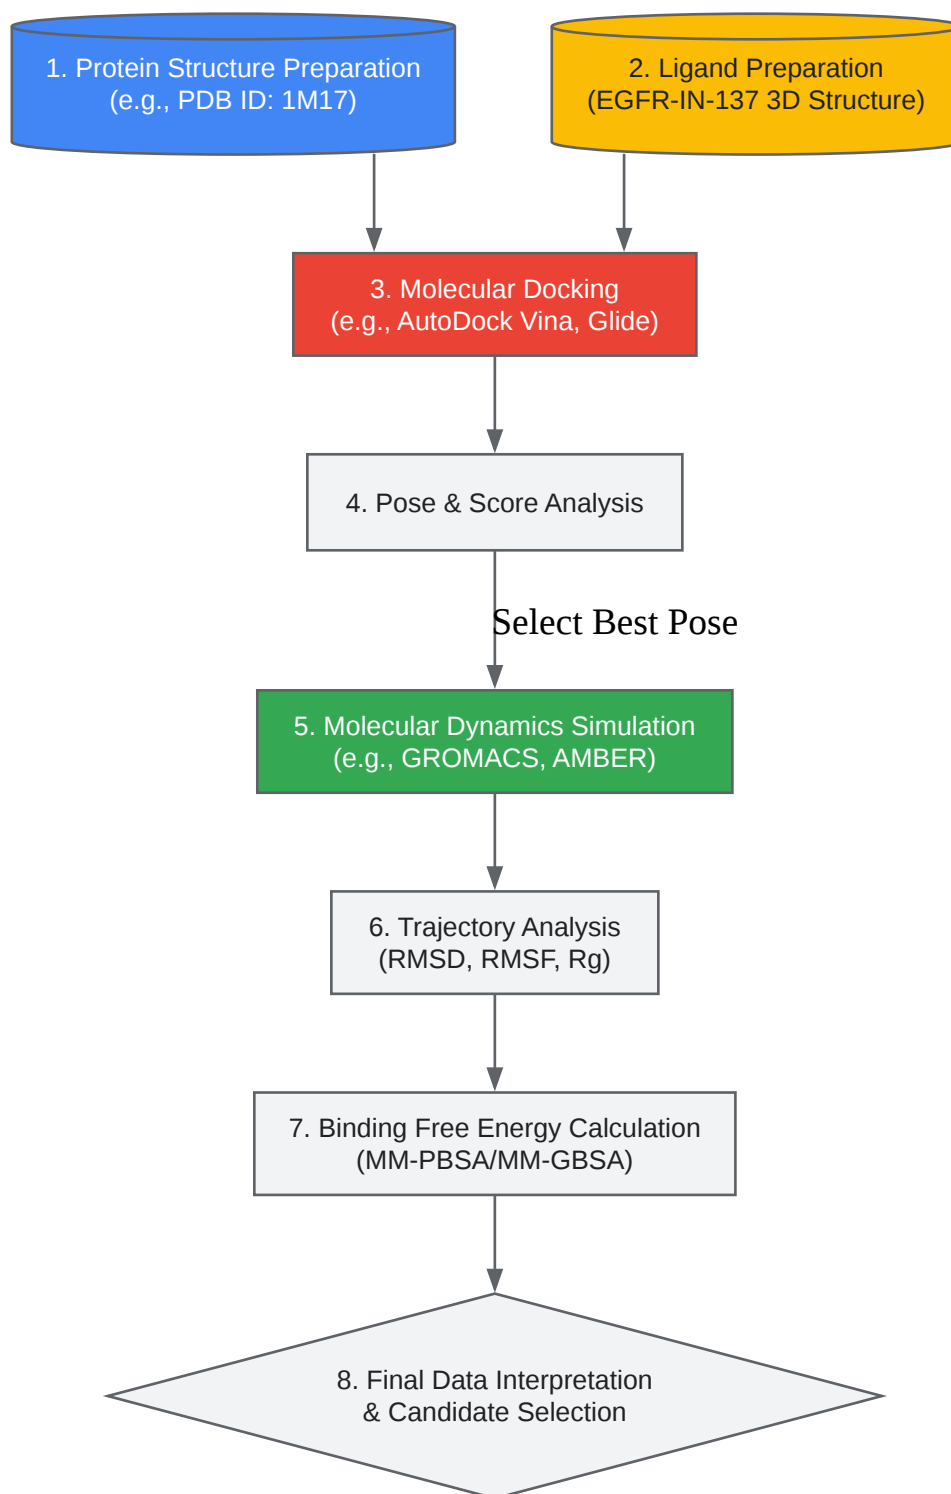 1. Protein Structure Preparation
(e.g., PDB ID: 1M17)
2. Ligand Preparation
(EGFR-IN-137 3D Structure)
3. Molecular Docking
(e.g., AutoDock Vina, Glide)
4. Pose & Score Analysis
Select Best Pose
5. Molecular Dynamics Simulation
(e.g., GROMACS, AMBER)
6. Trajectory Analysis
(RMSD, RMSF, Rg)
7. Binding Free Energy Calculation
(MM-PBSA/MM-GBSA)
8. Final Data Interpretation
& Candidate Selection